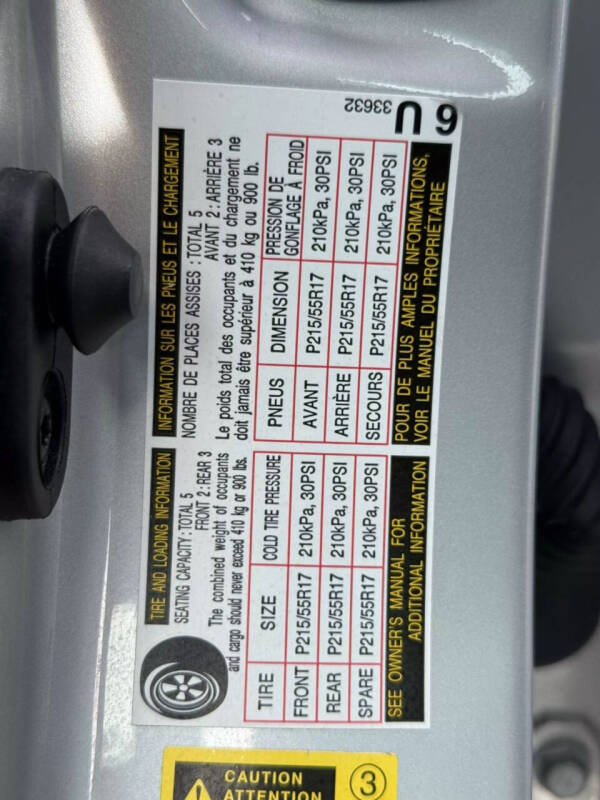 TIRE AND LOADING INFORMATION
SEATING CAPACITY : TOTAL 5
FRONT 2 : REAR 3
The combined weight of occupants
and cargo should never exceed 410 kg or 900 lbs.
TIRE SIZE COLD TIRE PRESSURE
FRONT P215/55R17 210kPa, 30PSI
REAR P215/55R17 210kPa, 30PSI
SPARE P215/55R17 210kPa, 30PSI
SEE OWNER'S MANUAL FOR
ADDITIONAL INFORMATION
INFORMATION SUR LES PNEUS ET LE CHARGEMENT
NOMBRE DE PLACES ASSISES : TOTAL 5
AVANT 2 : ARRIÈRE 3
Le poids total des occupants et du chargement ne
doit jamais être supérieur à 410 kg ou 900 lb.
PNEUS DIMENSION PRESSION DE
GONFLAGE À FROID
AVANT P215/55R17 210kPa, 30PSI
ARRIÈRE P215/55R17 210kPa, 30PSI
SECOURS P215/55R17 210kPa, 30PSI
POUR DE PLUS AMPLES INFORMATIONS,
VOIR LE MANUEL DU PROPRIÉTAIRE
33632
6U
CAUTION
ATTENTION
3